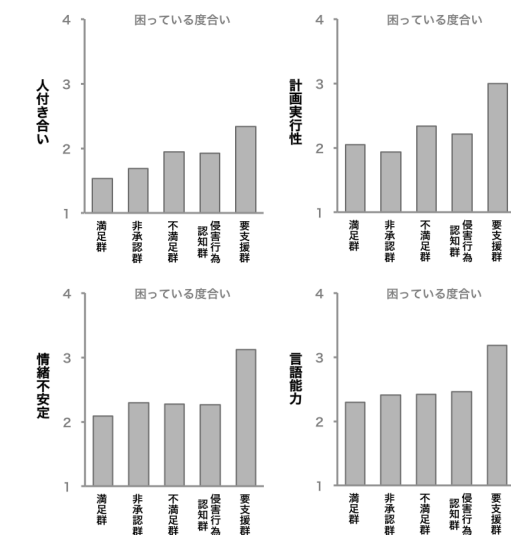 困っている度合い
人付き合い
4
3
2
1
満足群
非承認群
不満足群
侵害行為
認知群
要支援群
困っている度合い
計画実行性
4
3
2
1
満足群
非承認群
不満足群
侵害行為
認知群
要支援群
困っている度合い
情緒不安定
4
3
2
1
満足群
非承認群
不満足群
侵害行為
認知群
要支援群
困っている度合い
言語能力
4
3
2
1
満足群
非承認群
不満足群
侵害行為
認知群
要支援群